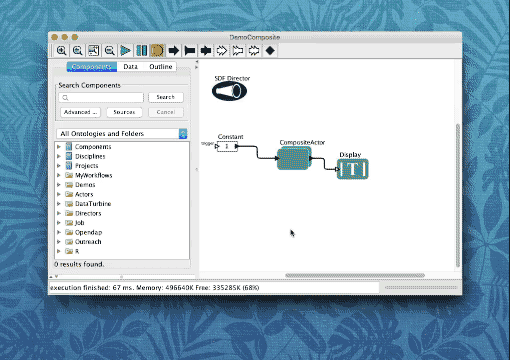 DemoComposite
Components Data Outline
SDF Director
Search Components
Search
Advanced ... Sources Cancel
All Ontologies and Folders
Components
Disciplines
Projects
MyWorkflows
Demos
Actors
DataTurbine
Directors
Job
Opendap
Outreach
R
0 results found.
Constant
trigger
1
CompositeActor
Display
T
execution finished: 67 ms. Memory: 496640K Free: 335285K (68%)